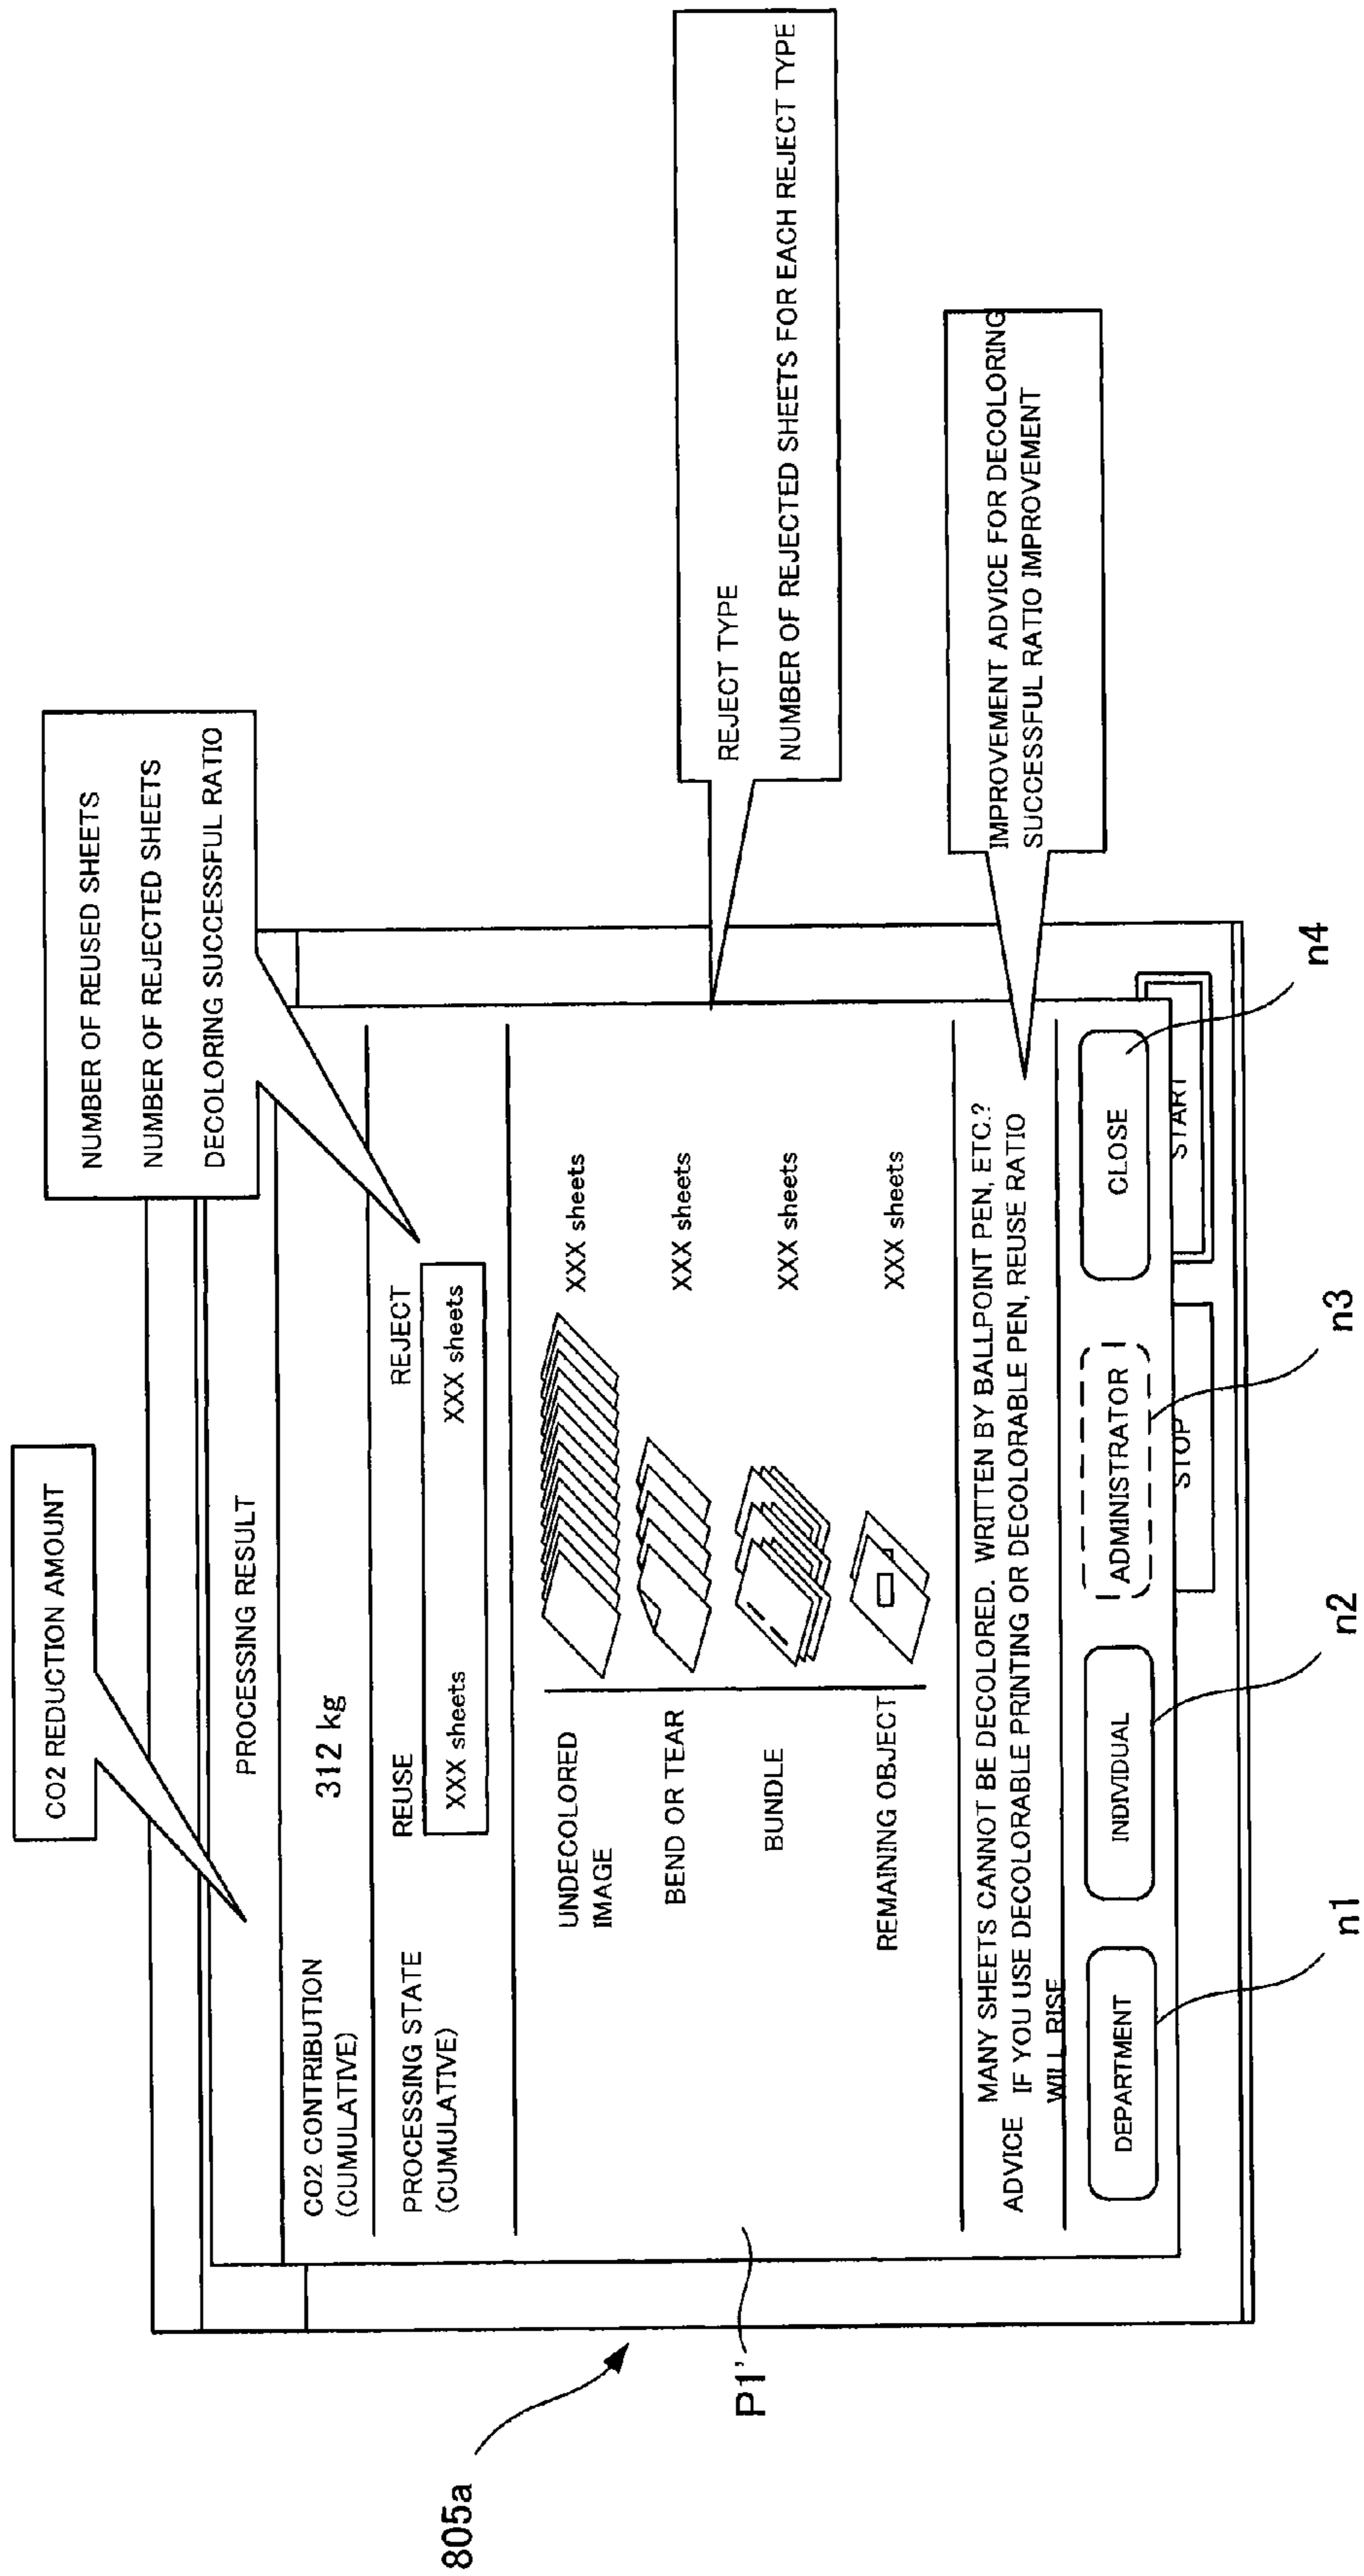 CO2 REDUCTION AMOUNT
NUMBER OF REUSED SHEETS
NUMBER OF REJECTED SHEETS
DECOLORING SUCCESSFUL RATIO
PROCESSING RESULT
CO2 CONTRIBUTION
(CUMULATIVE)
312 kg
PROCESSING STATE
(CUMULATIVE)
REUSE
REJECT
XXX sheets
XXX sheets
UNDECOLORED
IMAGE
XXX sheets
BEND OR TEAR
XXX sheets
BUNDLE
XXX sheets
REMAINING OBJECT
XXX sheets
REJECT TYPE
NUMBER OF REJECTED SHEETS FOR EACH REJECT TYPE
ADVICE
MANY SHEETS CANNOT BE DECOLORED. WRITTEN BY BALLPOINT PEN, ETC.?
IF YOU USE DECOLORABLE PRINTING OR DECOLORABLE PEN, REUSE RATIO
WILL RISE
IMPROVEMENT ADVICE FOR DECOLORING
SUCCESSFUL RATIO IMPROVEMENT
DEPARTMENT
INDIVIDUAL
ADMINISTRATOR
CLOSE
STOP
START
805a
P1'
n1
n2
n3
n4